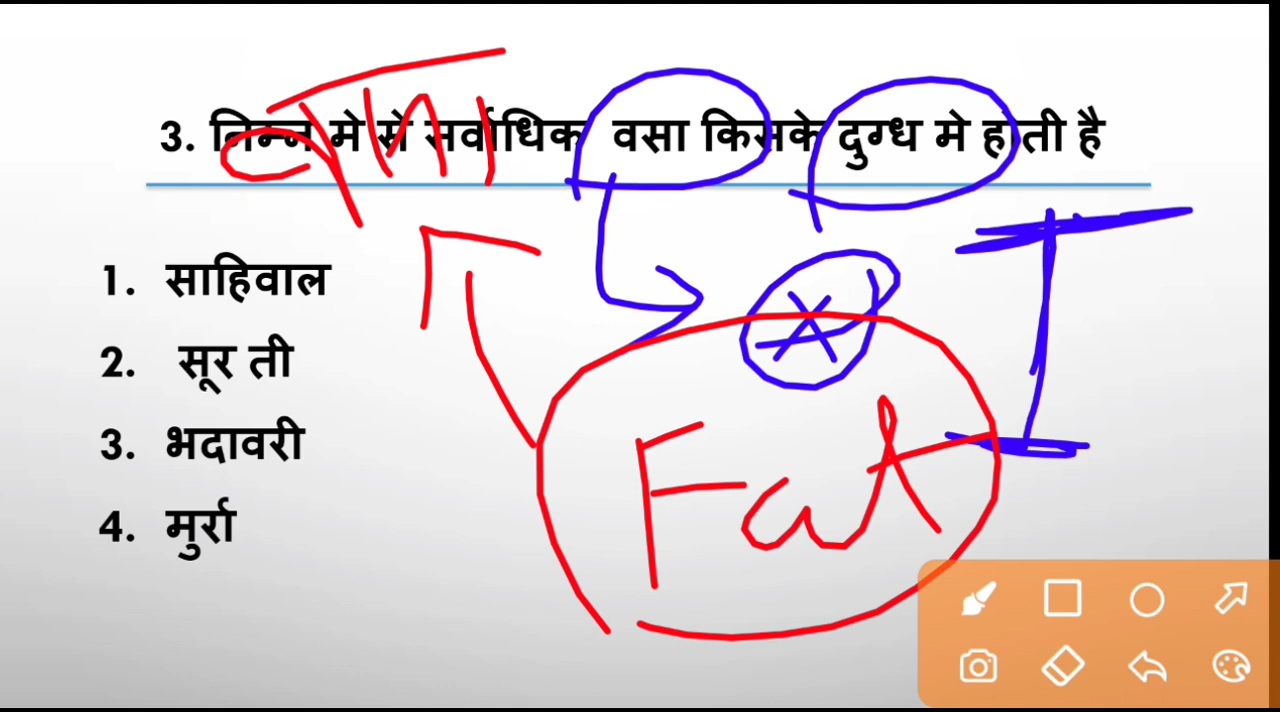 3. निम्न मे से सर्वाधिक वसा किसके दुग्ध मे होती है
1. साहिवाल
2. सूर ती
3. भदावरी
4. मुर्रा
Fat